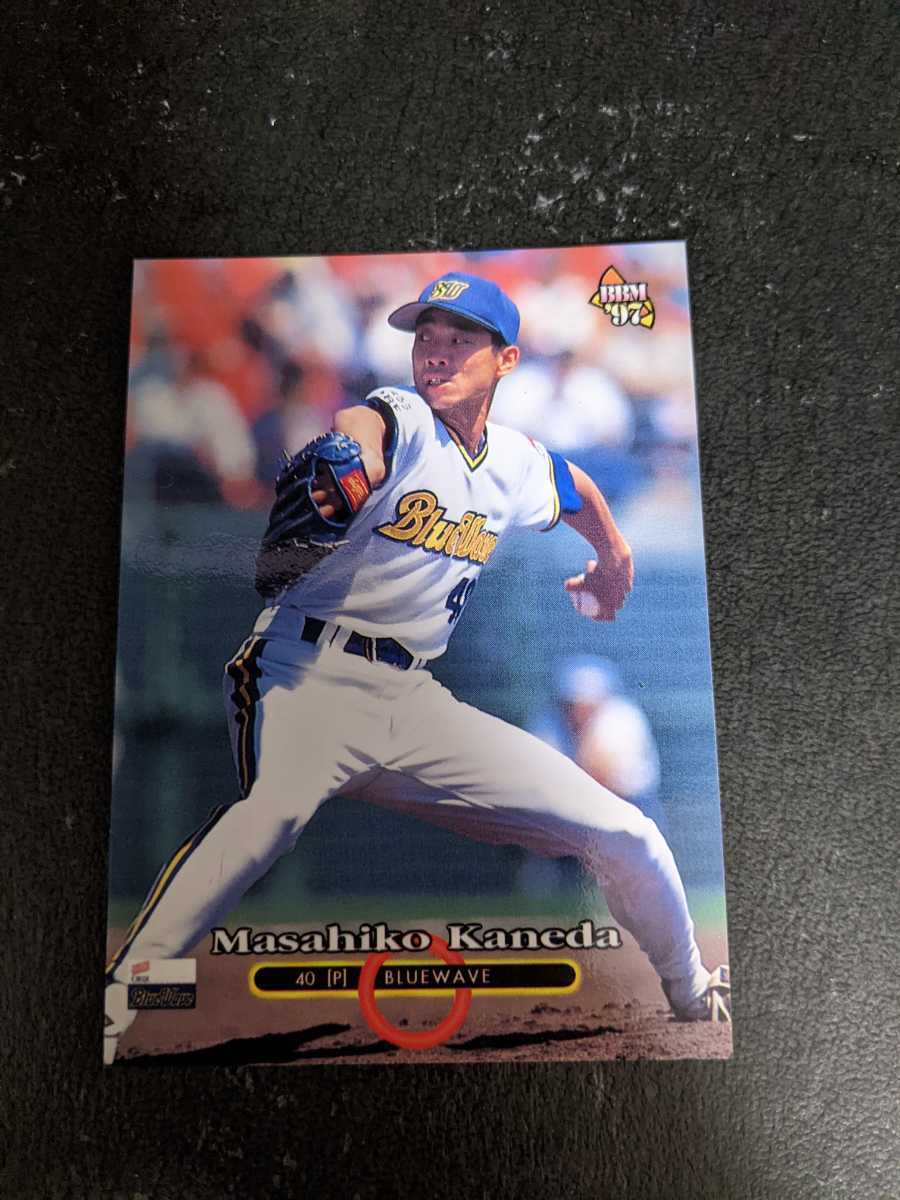 BBM
'97
BlueWave
Masahiko Kaneda
40 [P] BLUEWAVE
BlueWave